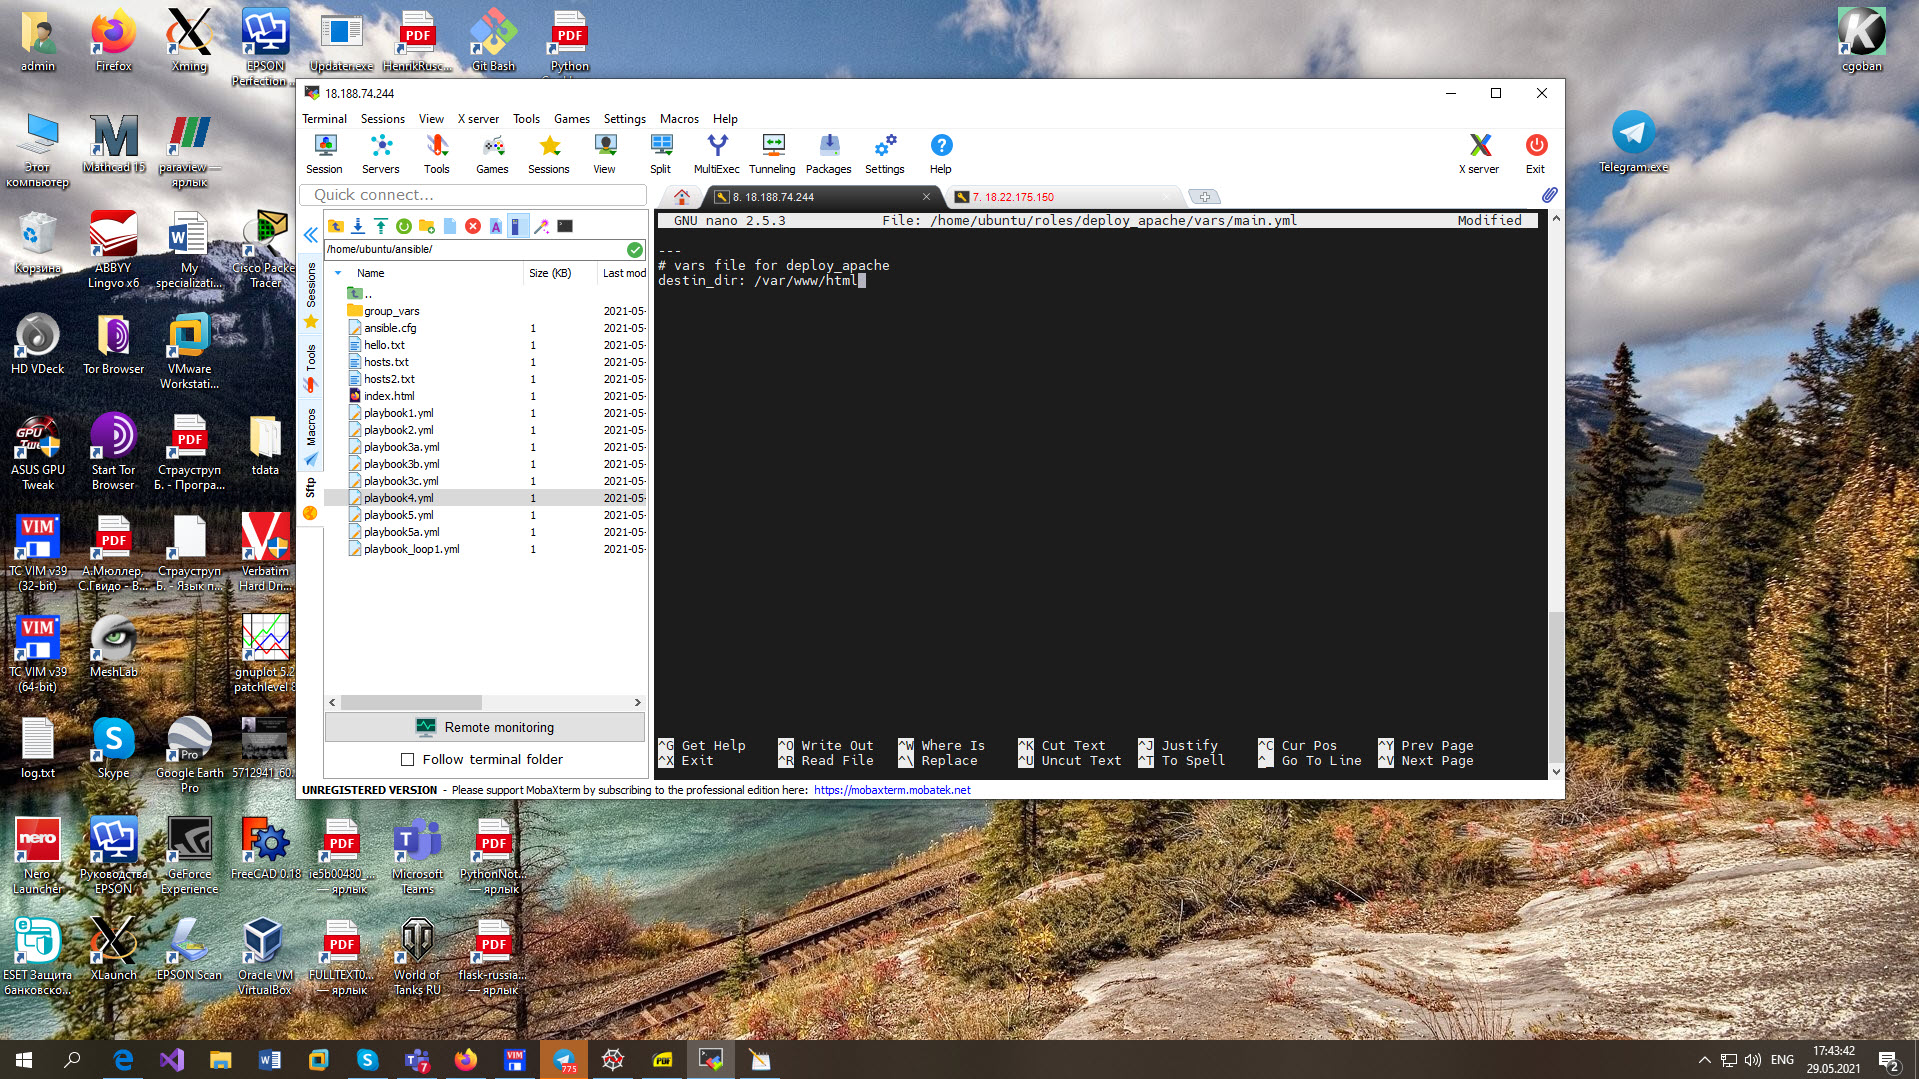 admin
Firefox
Xming
EPSON Perfection ...
Updater.exe
HenrikRusc...
Git Bash
Python
cgoban
Этот компьютер
Mathcad 15
paraview — ярлык
Telegram.exe
Корзина
ABBYY Lingvo x6
My specializati...
Cisco Packe Tracer
HD VDeck
Tor Browser
VMware Workstati...
ASUS GPU Tweak
Start Tor Browser
Страуструп Б. - Програ...
tdata
TC VIM v39 (32-bit)
А.Мюллер, С.Гвидо - В...
Страуструп Б. - Язык п...
Verbatim Hard Dri...
TC VIM v39 (64-bit)
MeshLab
gnuplot 5.2 patchlevel 8
log.txt
Skype
Google Earth Pro
5712941_60...
Nero Launcher
Руководства EPSON
GeForce Experience
FreeCAD 0.18
ie5b00480_... — ярлык
Microsoft Teams
PythonNot... — ярлык
ESET Защита банковско...
XLaunch
EPSON Scan
Oracle VM VirtualBox
FULLTEXT0... — ярлык
World of Tanks RU
flask-russia... — ярлык
18.188.74.244
Terminal Sessions View X server Tools Games Settings Macros Help
Session Servers Tools Games Sessions View Split MultiExec Tunneling Packages Settings Help X server Exit
Quick connect...
8. 18.188.74.244
7. 18.22.175.150
/home/ubuntu/ansible/
Sessions
Tools
Macros
Sftp
Name Size (KB) Last mod
..
group_vars 2021-05-
ansible.cfg 1 2021-05-
hello.txt 1 2021-05-
hosts.txt 1 2021-05-
hosts2.txt 1 2021-05-
index.html 1 2021-05-
playbook1.yml 1 2021-05-
playbook2.yml 1 2021-05-
playbook3a.yml 1 2021-05-
playbook3b.yml 1 2021-05-
playbook3c.yml 1 2021-05-
playbook4.yml 1 2021-05-
playbook5.yml 1 2021-05-
playbook5a.yml 1 2021-05-
playbook_loop1.yml 1 2021-05-
Remote monitoring
Follow terminal folder
GNU nano 2.5.3 File: /home/ubuntu/roles/deploy_apache/vars/main.yml Modified
---
# vars file for deploy_apache
destin_dir: /var/www/html
^G Get Help ^O Write Out ^W Where Is ^K Cut Text ^J Justify ^C Cur Pos ^Y Prev Page
^X Exit ^R Read File ^\ Replace ^U Uncut Text ^T To Spell ^_ Go To Line ^V Next Page
UNREGISTERED VERSION - Please support MobaXterm by subscribing to the professional edition here: https://mobaxterm.mobatek.net
7
775
ENG
17:43:42
29.05.2021
2